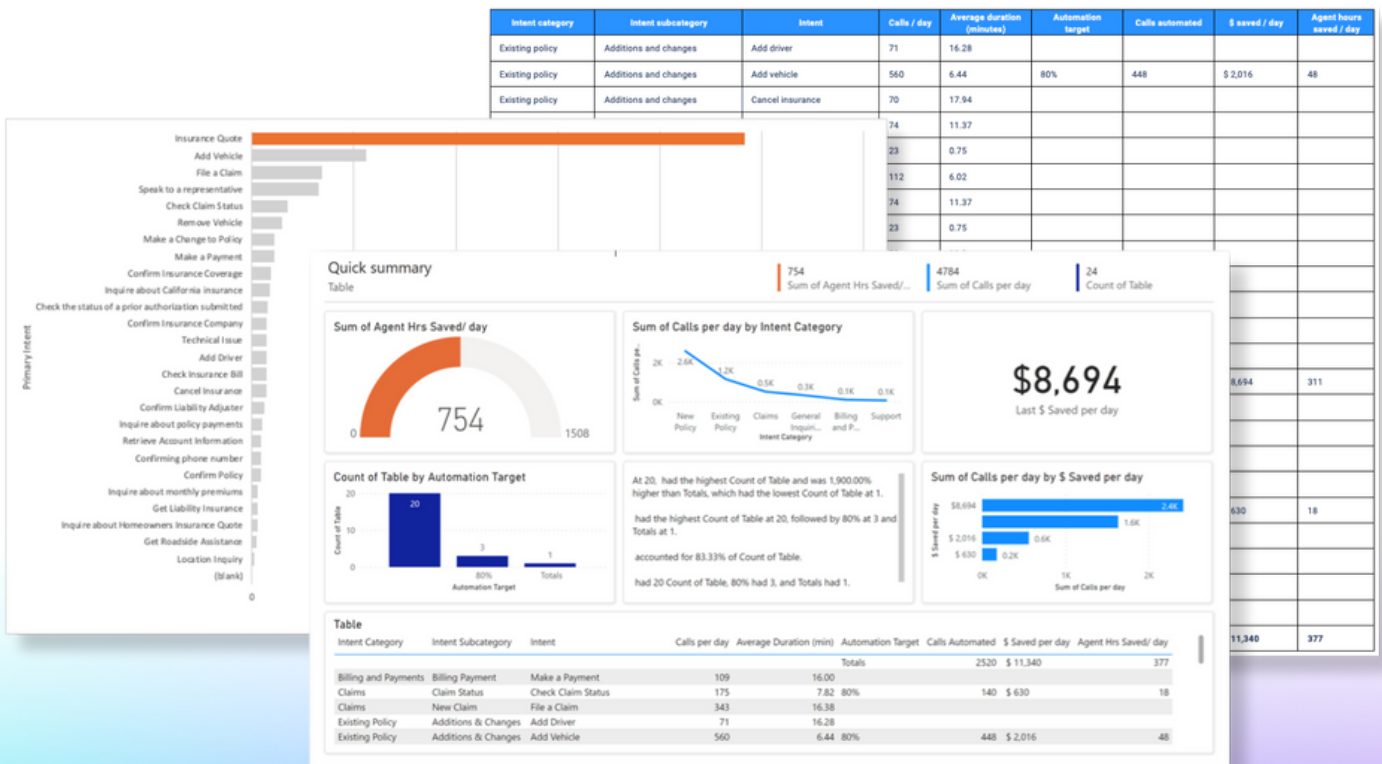 Intent category Intent subcategory Intent Calls / day Average duration (minutes) Automation target Calls automated $ saved / day Agent hours saved / day
Existing policy Additions and changes Add driver 71 16.28
Existing policy Additions and changes Add vehicle 560 6.44 80% 448 $ 2,016 48
Existing policy Additions and changes Cancel insurance 70 17.94
74 11.37
23 0.75
112 6.02
74 11.37
23 0.75
8,694 311
630 18
11,340 377
Primary Intent
Insurance Quote
Add Vehicle
File a Claim
Speak to a representative
Check Claim Status
Remove Vehicle
Make a Change to Policy
Make a Payment
Confirm Insurance Coverage
Inquire about California insurance
Check the status of a prior authorization submitted
Confirm Insurance Company
Technical Issue
Add Driver
Check Insurance Bill
Cancel Insurance
Confirm Liability Adjuster
Inquire about policy payments
Retrieve Account Information
Confirming phone number
Confirm Policy
Inquire about monthly premiums
Get Liability Insurance
Inquire about Homeowners Insurance Quote
Get Roadside Assistance
Location Inquiry
(blank)
0
Quick summary
Table
754
Sum of Agent Hrs Saved/...
4784
Sum of Calls per day
24
Count of Table
Sum of Agent Hrs Saved/ day
754
0
1508
Sum of Calls per day by Intent Category
Sum of Calls pe...
2K
0K
2.6K 1.2K 0.5K 0.3K 0.1K 0.1K
New Policy Existing Policy Claims General Inquiri... Billing and P... Support
Intent Category
$8,694
Last $ Saved per day
Count of Table by Automation Target
Count of Table
20
10
0
20 3 1
80% Totals
Automation Target
At 20, had the highest Count of Table and was 1,900.00%
higher than Totals, which had the lowest Count of Table at 1.
had the highest Count of Table at 20, followed by 80% at 3 and
Totals at 1.
accounted for 83.33% of Count of Table.
had 20 Count of Table, 80% had 3, and Totals had 1.
Sum of Calls per day by $ Saved per day
$ Saved per day
$8,694 2.4K
1.6K
$ 2,016 0.6K
$ 630 0.2K
0K 1K 2K
Sum of Calls per day
Table
Intent Category Intent Subcategory Intent Calls per day Average Duration (min) Automation Target Calls Automated $ Saved per day Agent Hrs Saved/ day
Totals 2520 $ 11,340 377
Billing and Payments Billing Payment Make a Payment 109 16.00
Claims Claim Status Check Claim Status 175 7.82 80% 140 $ 630 18
Claims New Claim File a Claim 343 16.38
Existing Policy Additions & Changes Add Driver 71 16.28
Existing Policy Additions & Changes Add Vehicle 560 6.44 80% 448 $ 2,016 48